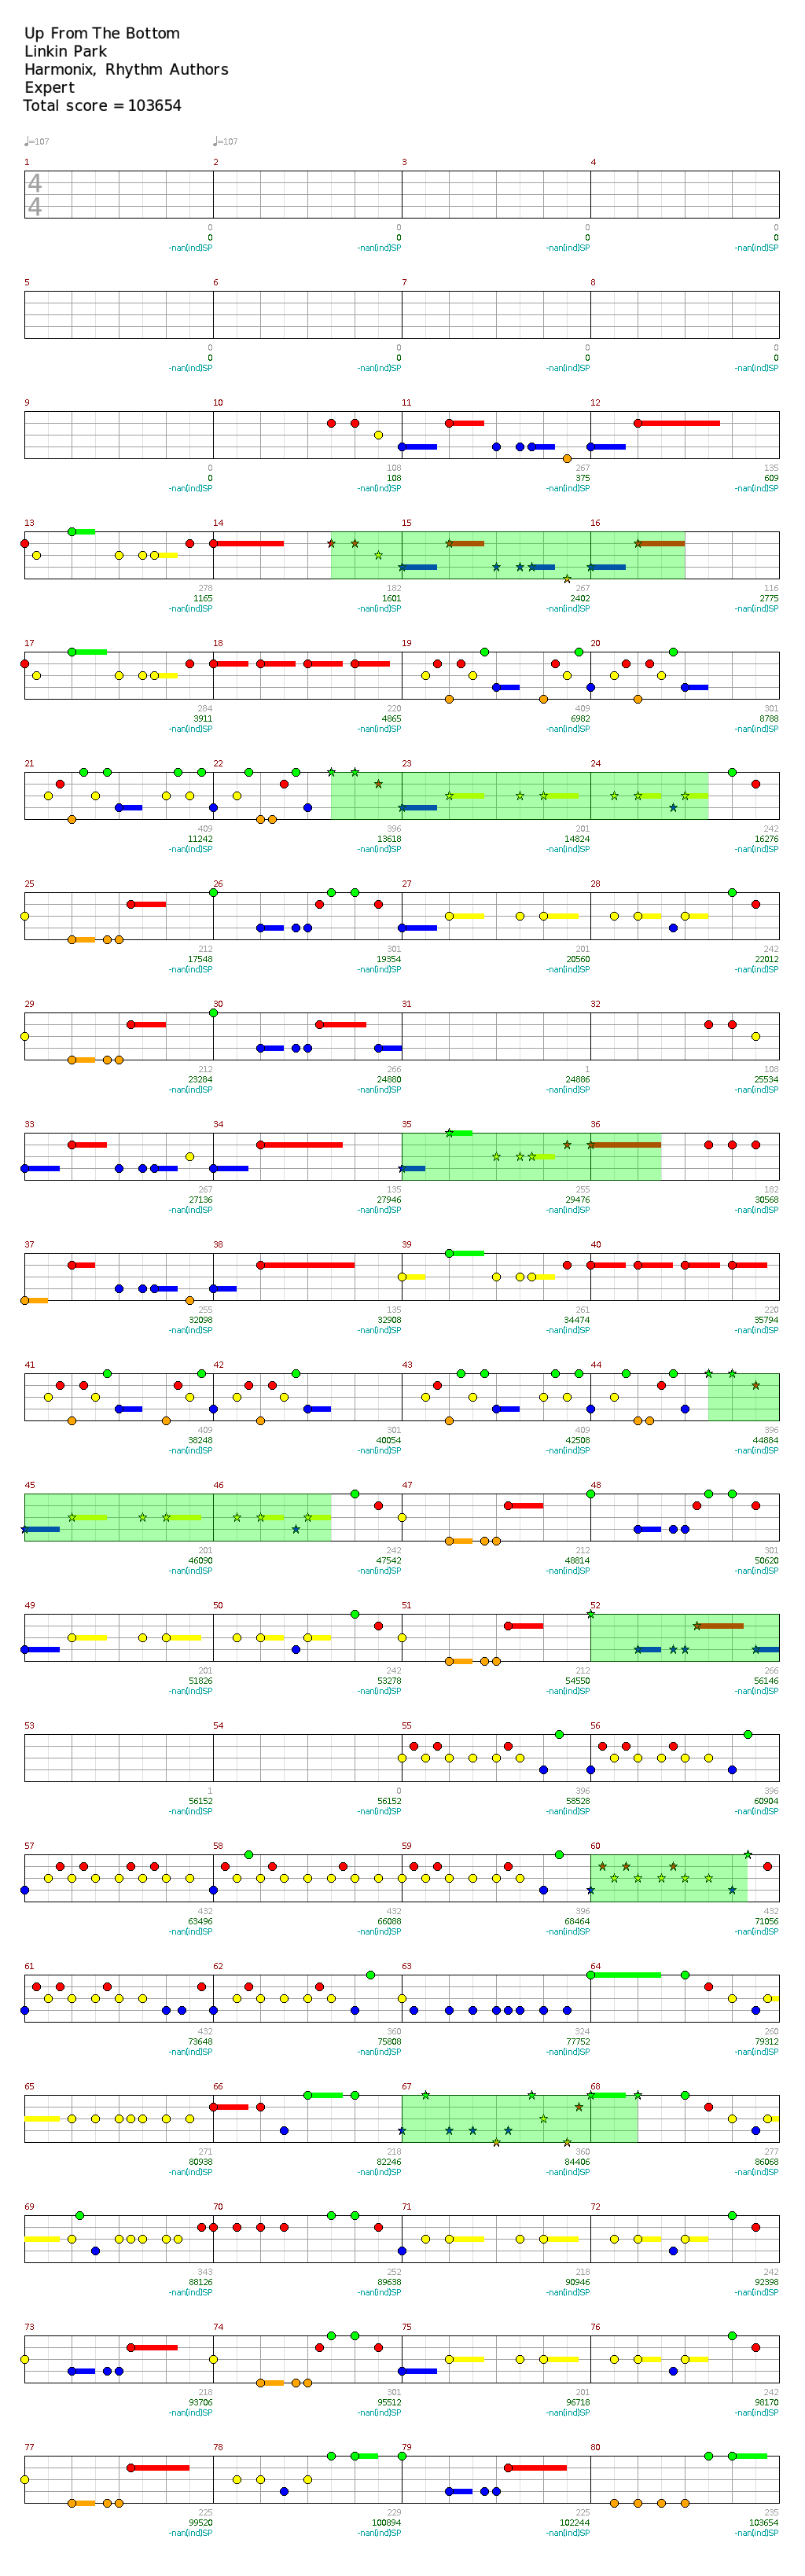 Up From The Bottom
Linkin Park
Harmonix, Rhythm Authors
Expert
Total score = 103654
♩=107 ♩=107
1 2 3 4
4
4
0 0 0 0
0 0 0 0
-nan(ind)SP -nan(ind)SP -nan(ind)SP -nan(ind)SP
5 6 7 8
0 0 0 0
0 0 0 0
-nan(ind)SP -nan(ind)SP -nan(ind)SP -nan(ind)SP
9 10 11 12
0 108 267 135
0 108 375 609
-nan(ind)SP -nan(ind)SP -nan(ind)SP -nan(ind)SP
13 14 15 16
278 182 267 116
1165 1601 2402 2775
-nan(ind)SP -nan(ind)SP -nan(ind)SP -nan(ind)SP
17 18 19 20
284 220 409 301
3911 4865 6982 8788
-nan(ind)SP -nan(ind)SP -nan(ind)SP -nan(ind)SP
21 22 23 24
409 396 201 242
11242 13618 14824 16276
-nan(ind)SP -nan(ind)SP -nan(ind)SP -nan(ind)SP
25 26 27 28
212 301 201 242
17548 19354 20560 22012
-nan(ind)SP -nan(ind)SP -nan(ind)SP -nan(ind)SP
29 30 31 32
212 266 1 108
23284 24880 24886 25534
-nan(ind)SP -nan(ind)SP -nan(ind)SP -nan(ind)SP
33 34 35 36
267 135 255 182
27136 27946 29476 30568
-nan(ind)SP -nan(ind)SP -nan(ind)SP -nan(ind)SP
37 38 39 40
255 135 261 220
32098 32908 34474 35794
-nan(ind)SP -nan(ind)SP -nan(ind)SP -nan(ind)SP
41 42 43 44
409 301 409 396
38248 40054 42508 44884
-nan(ind)SP -nan(ind)SP -nan(ind)SP -nan(ind)SP
45 46 47 48
201 242 212 301
46090 47542 48814 50620
-nan(ind)SP -nan(ind)SP -nan(ind)SP -nan(ind)SP
49 50 51 52
201 242 212 266
51826 53278 54550 56146
-nan(ind)SP -nan(ind)SP -nan(ind)SP -nan(ind)SP
53 54 55 56
1 0 396 396
56152 56152 58528 60904
-nan(ind)SP -nan(ind)SP -nan(ind)SP -nan(ind)SP
57 58 59 60
432 432 396 432
63496 66088 68464 71056
-nan(ind)SP -nan(ind)SP -nan(ind)SP -nan(ind)SP
61 62 63 64
432 360 324 260
73648 75808 77752 79312
-nan(ind)SP -nan(ind)SP -nan(ind)SP -nan(ind)SP
65 66 67 68
271 218 360 277
80938 82246 84406 86068
-nan(ind)SP -nan(ind)SP -nan(ind)SP -nan(ind)SP
69 70 71 72
343 252 218 242
88126 89638 90946 92398
-nan(ind)SP -nan(ind)SP -nan(ind)SP -nan(ind)SP
73 74 75 76
218 301 201 242
93706 95512 96718 98170
-nan(ind)SP -nan(ind)SP -nan(ind)SP -nan(ind)SP
77 78 79 80
225 229 225 235
99520 100894 102244 103654
-nan(ind)SP -nan(ind)SP -nan(ind)SP -nan(ind)SP